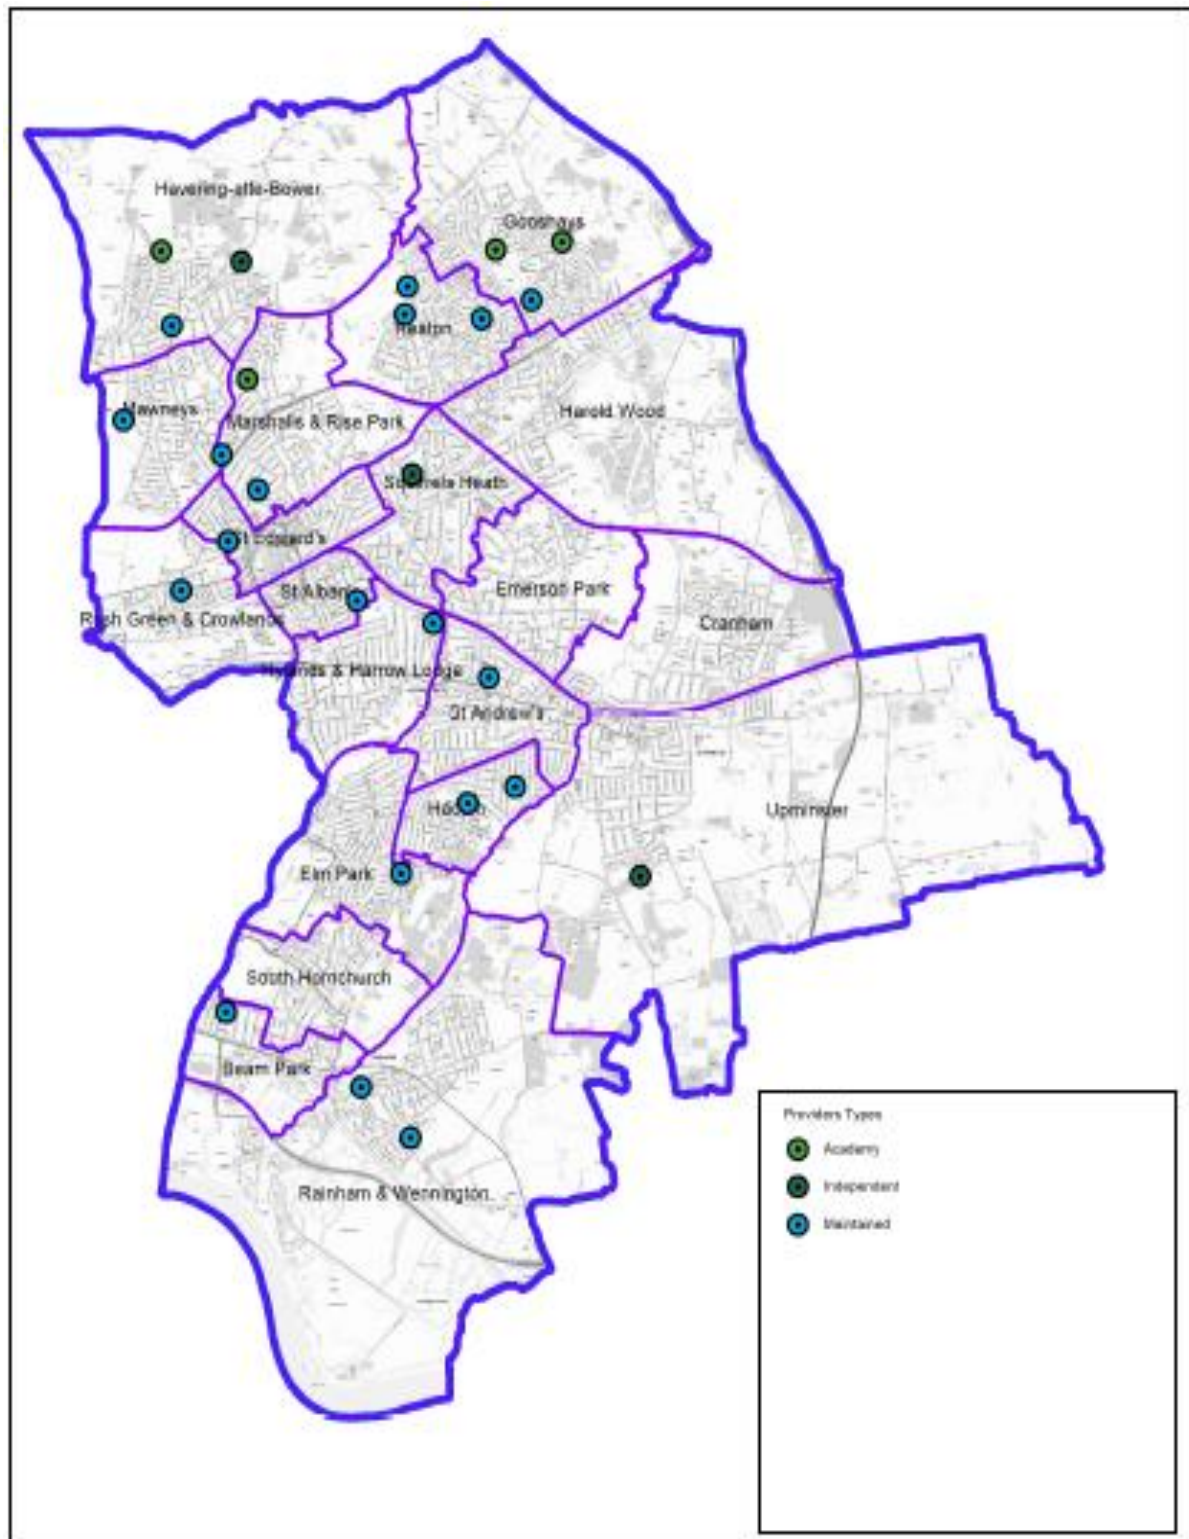 Havering-atte-Bower
Gooshays
Heaton
Harold Wood
Mawneys
Marshalls & Rise Park
Squirrels Heath
St Edward's
Emerson Park
St Albans
Rush Green & Crowlands
Cranham
Hylands & Harrow Lodge
St Andrew's
Upminster
Hacton
Elm Park
South Hornchurch
Beam Park
Rainham & Wennington
Providers Types
Academy
Independent
Maintained